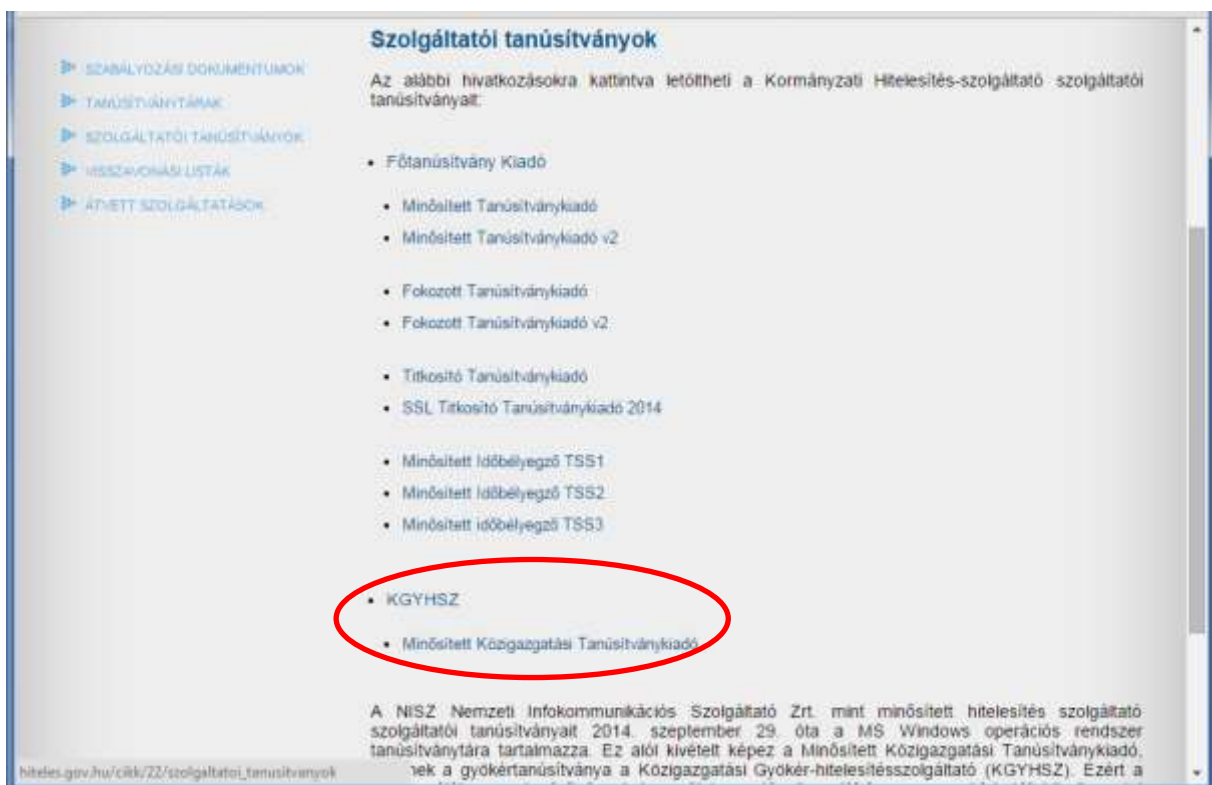 Szolgáltatói tanúsítványok
SZABÁLYOZÁSI DOKUMENTUMOK
TANÚSÍTVÁNYTÁRAK
SZOLGÁLTATÓI TANÚSÍTVÁNYOK
VISSZAVONÁSI LISTÁK
ÁTVETT SZOLGÁLTATÁSOK
Az alábbi hivatkozásokra kattintva letöltheti a Kormányzati Hitelesítés-szolgáltató szolgáltatói
tanúsítványait:
• Főtanúsítvány Kiadó
• Minősített Tanúsítványkiadó
• Minősített Tanúsítványkiadó v2
• Fokozott Tanúsítványkiadó
• Fokozott Tanúsítványkiadó v2
• Titkosító Tanúsítványkiadó
• SSL Titkosító Tanúsítványkiadó 2014
• Minősített Időbélyegző TSS1
• Minősített Időbélyegző TSS2
• Minősített időbélyegző TSS3
• KGYHSZ
• Minősített Közigazgatási Tanúsítványkiadó
A NISZ Nemzeti Infokommunikációs Szolgáltató Zrt. mint minősített hitelesítés szolgáltató
szolgáltatói tanúsítványait 2014. szeptember 29. óta a MS Windows operációs rendszer
tanúsítványtára tartalmazza. Ez alól kivételt képez a Minősített Közigazgatási Tanúsítványkiadó,
nek a gyökértanúsítványa a Közigazgatási Gyökér-hitelesítésszolgáltató (KGYHSZ). Ezért a
hiteles.gov.hu/cikk/22/szolgaltatoi_tanusitvanyok